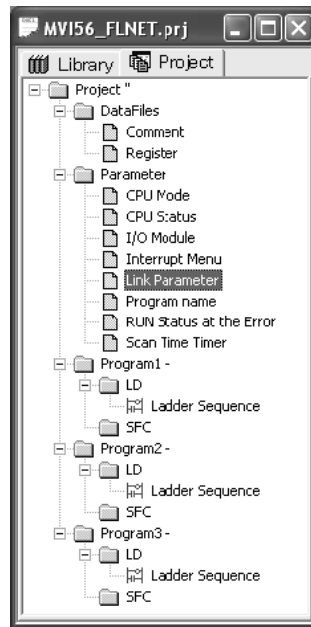 MVI56_FLNET.prj
Library Project
Project "
DataFiles
Comment
Register
Parameter
CPU Mode
CPU Status
I/O Module
Interrupt Menu
Link Parameter
Program name
RUN Status at the Error
Scan Time Timer
Program1 -
LD
Ladder Sequence
SFC
Program2 -
LD
Ladder Sequence
SFC
Program3 -
LD
Ladder Sequence
SFC